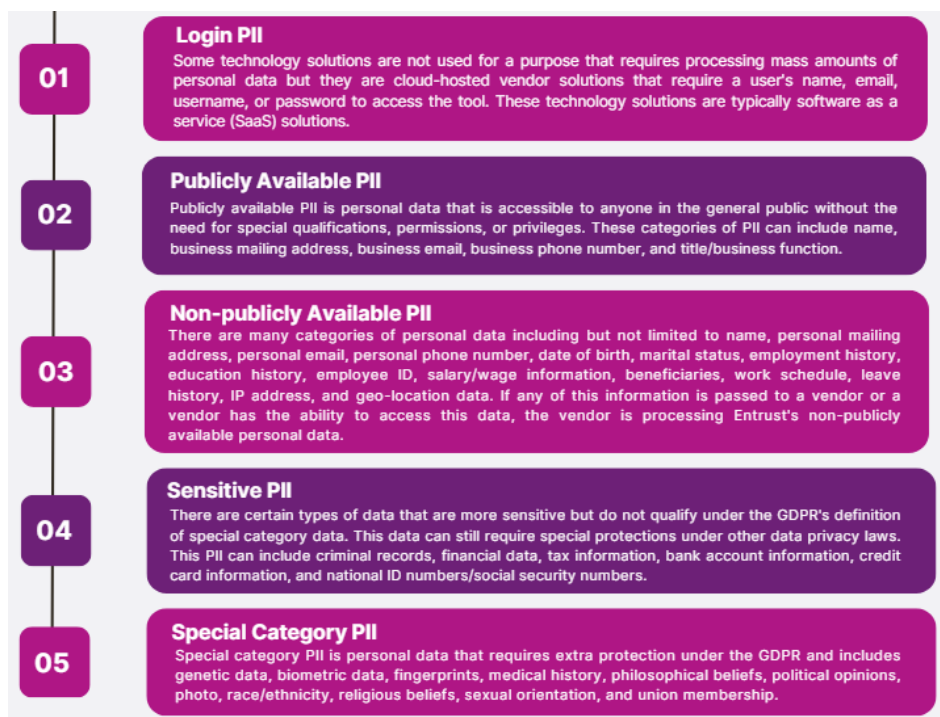 01
Login PII
Some technology solutions are not used for a purpose that requires processing mass amounts of
personal data but they are cloud-hosted vendor solutions that require a user's name, email,
username, or password to access the tool. These technology solutions are typically software as a
service (SaaS) solutions.
02
Publicly Available PII
Publicly available PII is personal data that is accessible to anyone in the general public without the
need for special qualifications, permissions, or privileges. These categories of PII can include name,
business mailing address, business email, business phone number, and title/business function.
03
Non-publicly Available PII
There are many categories of personal data including but not limited to name, personal mailing
address, personal email, personal phone number, date of birth, marital status, employment history,
education history, employee ID, salary/wage information, beneficiaries, work schedule, leave
history, IP address, and geo-location data. If any of this information is passed to a vendor or a
vendor has the ability to access this data, the vendor is processing Entrust's non-publicly
available personal data.
04
Sensitive PII
There are certain types of data that are more sensitive but do not qualify under the GDPR's definition
of special category data. This data can still require special protections under other data privacy laws.
This PII can include criminal records, financial data, tax information, bank account information, credit
card information, and national ID numbers/social security numbers.
05
Special Category PII
Special category PII is personal data that requires extra protection under the GDPR and includes
genetic data, biometric data, fingerprints, medical history, philosophical beliefs, political opinions,
photo, race/ethnicity, religious beliefs, sexual orientation, and union membership.